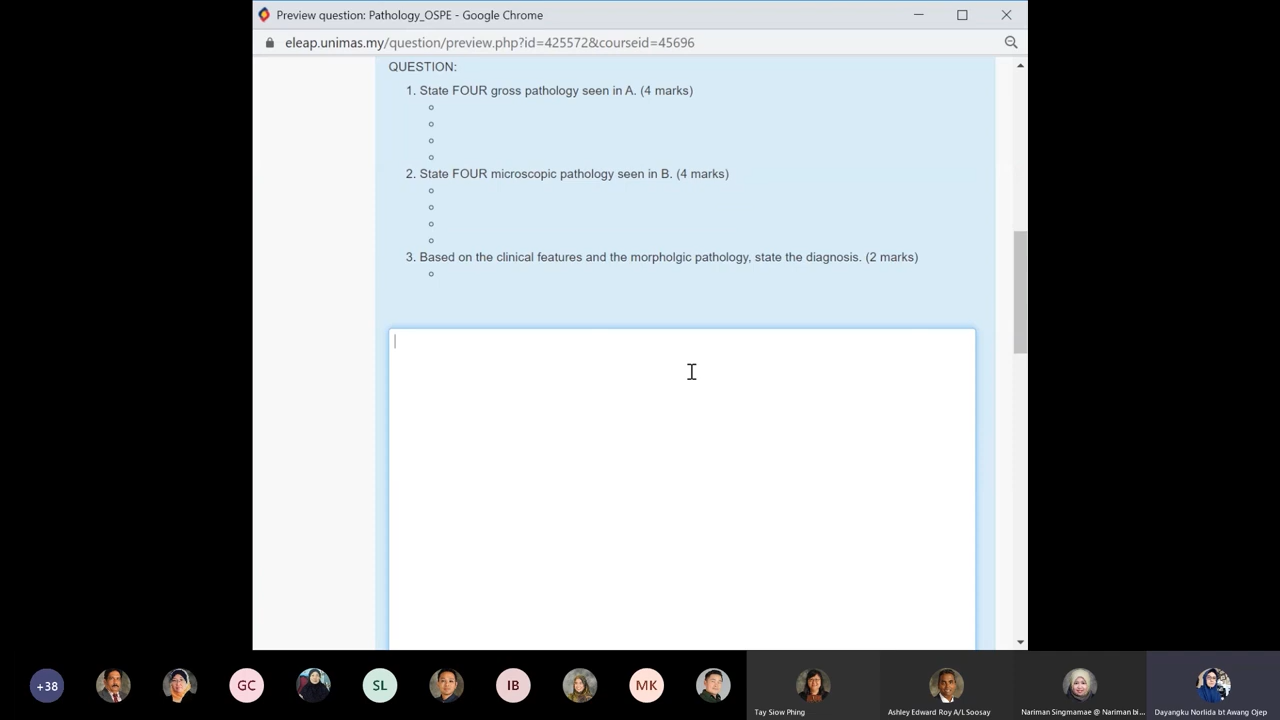 Preview question: Pathology_OSPE - Google Chrome
eleap.unimas.my/question/preview.php?id=425572&courseid=45696
QUESTION:
1. State FOUR gross pathology seen in A. (4 marks)
2. State FOUR microscopic pathology seen in B. (4 marks)
3. Based on the clinical features and the morpholgic pathology, state the diagnosis. (2 marks)
+38
GC
SL
IB
MK
Tay Siow Phing
Ashley Edward Roy A/L Soosay
Nariman Singmamae @ Nariman bi...
Dayangku Norlida bt Awang Ojep